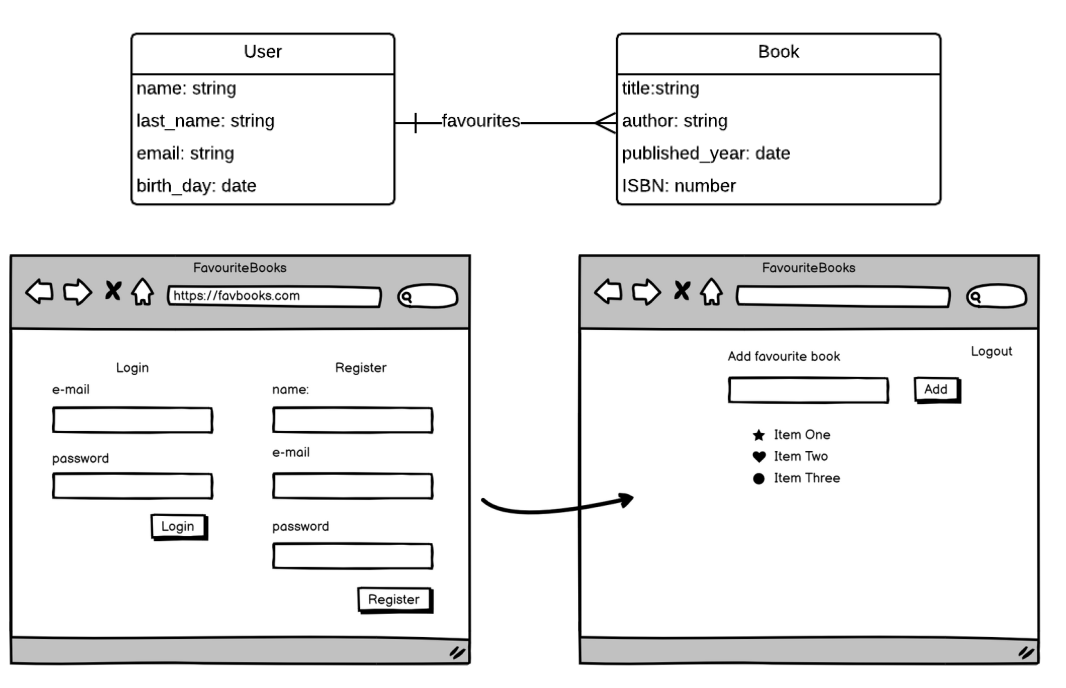 User
name: string
last_name: string
email: string
birth_day: date
favourites
Book
title:string
author: string
published_year: date
ISBN: number
FavouriteBooks
https://favbooks.com
Login
e-mail
password
Login
Register
name:
e-mail
password
Register
FavouriteBooks
Logout
Add favourite book
Add
Item One
Item Two
Item Three